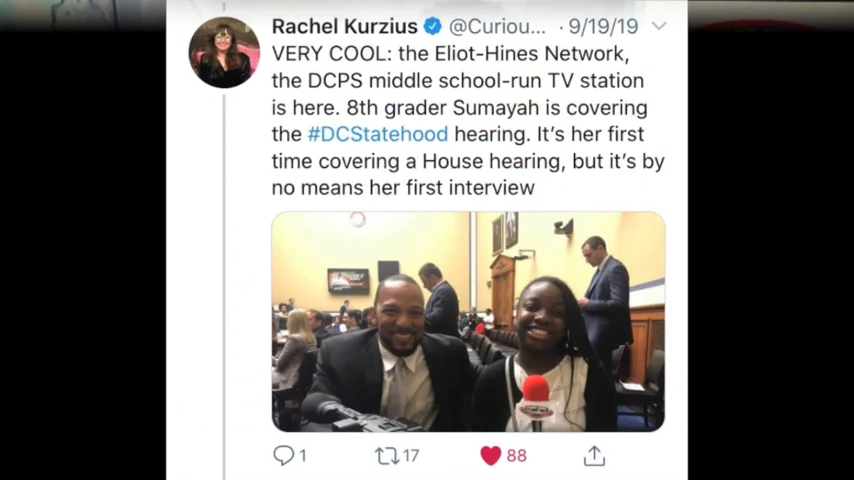 Rachel Kurzius @Curiou... · 9/19/19
VERY COOL: the Eliot-Hines Network,
the DCPS middle school-run TV station
is here. 8th grader Sumayah is covering
the #DCStatehood hearing. It's her first
time covering a House hearing, but it's by
no means her first interview
1 17 88